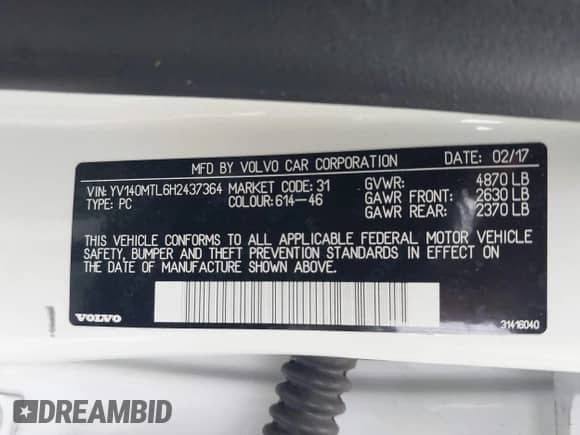 MFD BY VOLVO CAR CORPORATION DATE: 02/17
VIN: YV140MTL6H2437364 MARKET CODE: 31 GVWR: 4870 LB
TYPE: PC COLOUR: 614-46 GAWR FRONT: 2630 LB
GAWR REAR: 2370 LB
THIS VEHICLE CONFORMS TO ALL APPLICABLE FEDERAL MOTOR VEHICLE
SAFETY, BUMPER AND THEFT PREVENTION STANDARDS IN EFFECT ON
THE DATE OF MANUFACTURE SHOWN ABOVE.
VOLVO 31416040
DREAMBID